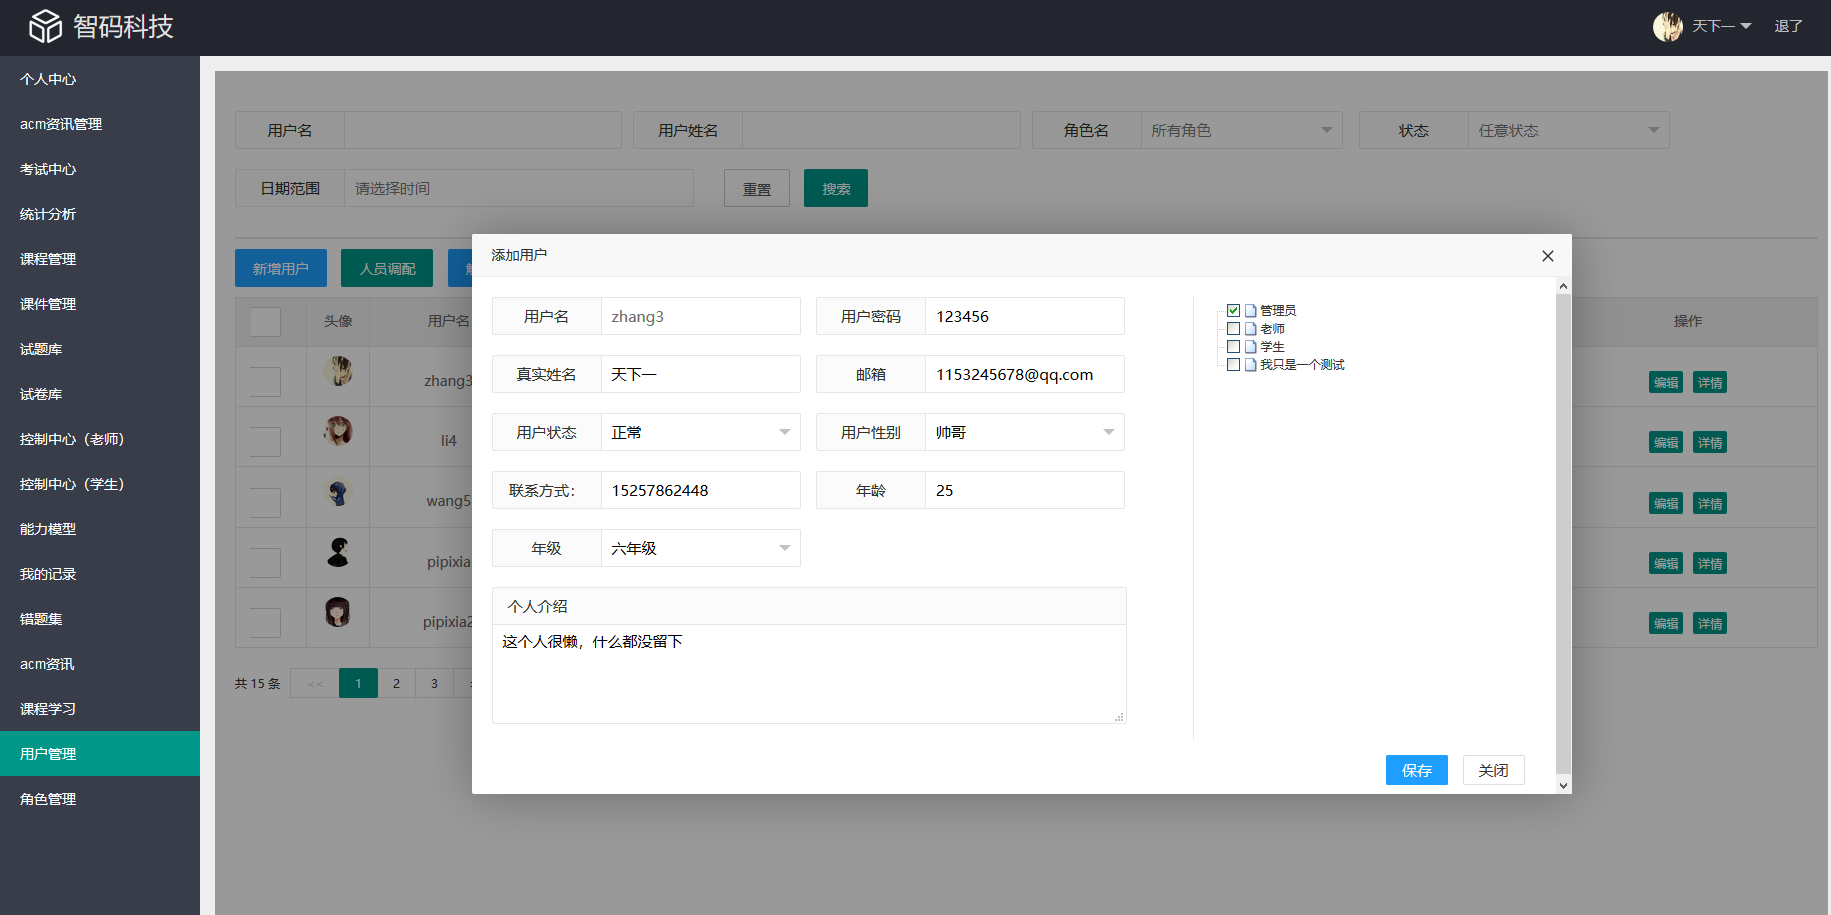 智码科技
天下一
退了
个人中心
acm资讯管理
考试中心
统计分析
课程管理
课件管理
试题库
试卷库
控制中心（老师）
控制中心（学生）
能力模型
我的记录
错题集
acm资讯
课程学习
用户管理
角色管理
用户名
用户姓名
角色名 所有角色
状态 任意状态
日期范围 请选择时间
重置
搜索
新增用户
人员调配
头像
用户名
操作
zhang3
编辑 详情
li4
编辑 详情
wang5
编辑 详情
pipixia
编辑 详情
pipixia2
编辑 详情
共 15 条
<< 1 2 3
添加用户
用户名 zhang3
用户密码 123456
真实姓名 天下一
邮箱 1153245678@qq.com
用户状态 正常
用户性别 帅哥
联系方式： 15257862448
年龄 25
年级 六年级
个人介绍
这个人很懒，什么都没留下
管理员
老师
学生
我只是一个测试
保存
关闭